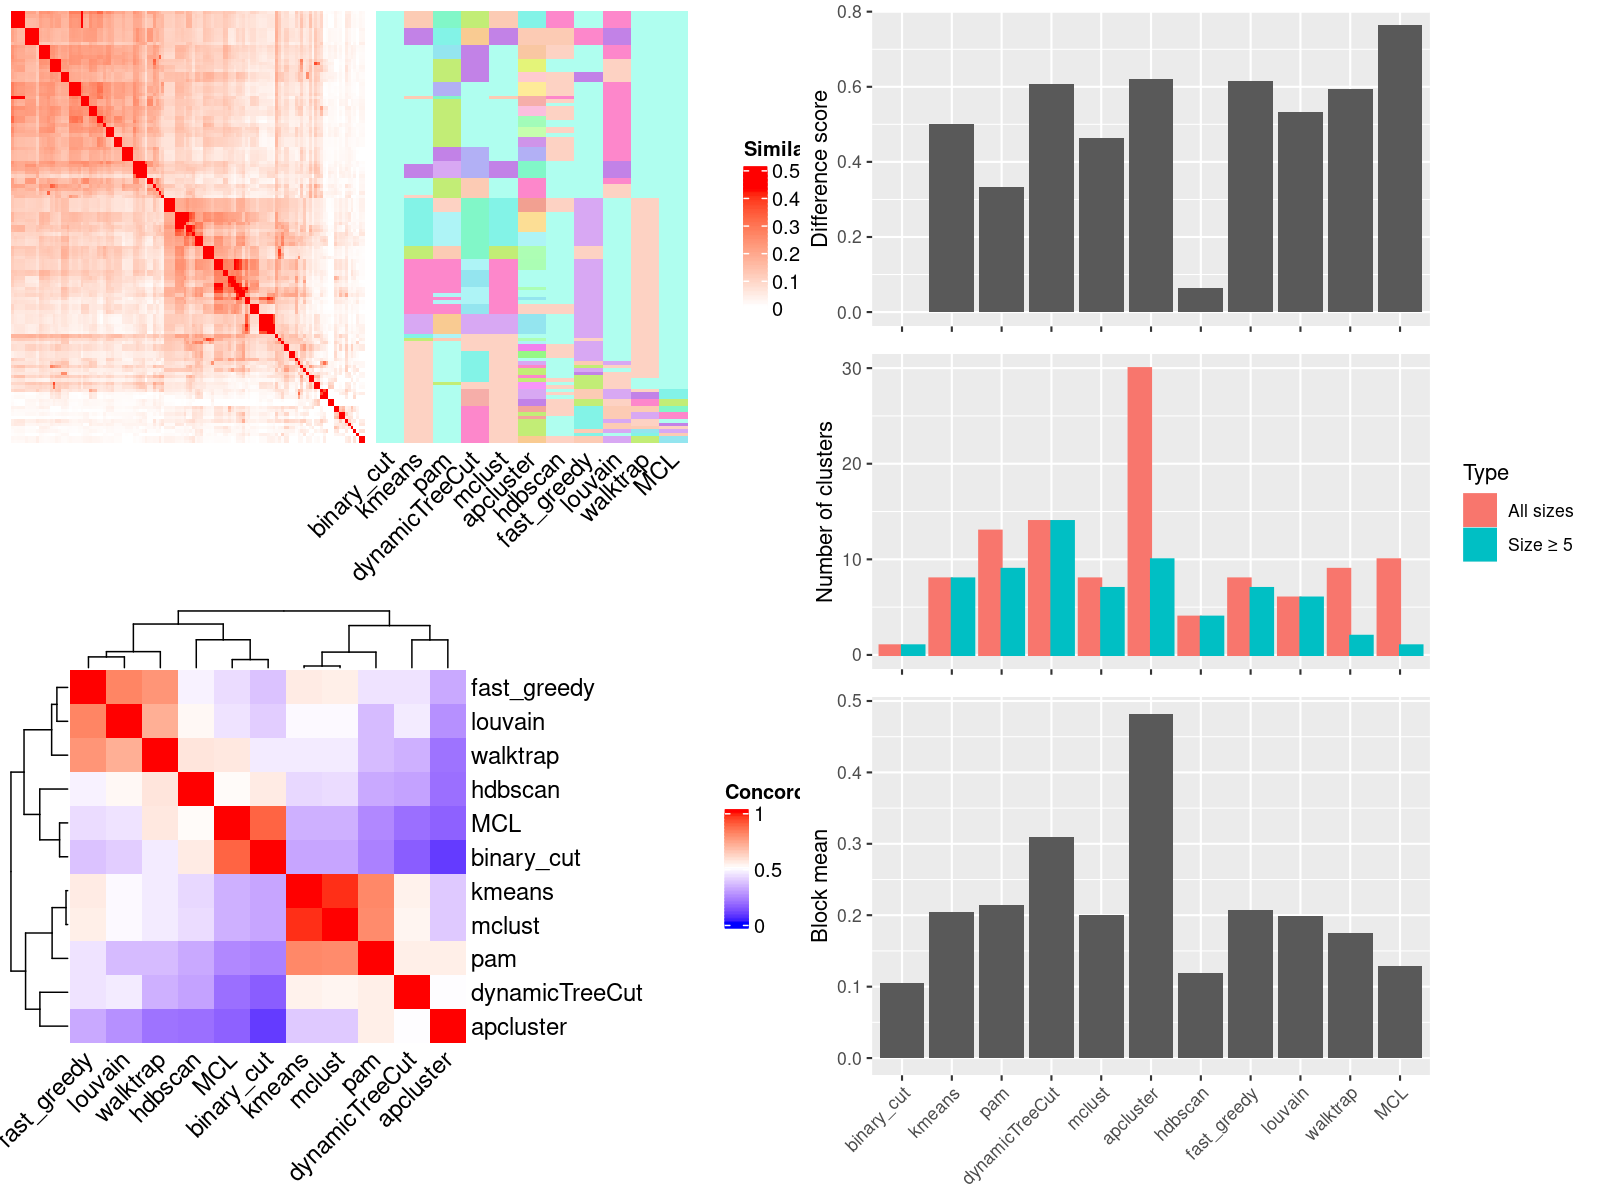 Simila
0.5
0.4
0.3
0.2
0.1
0
binary_cut
kmeans
pam
dynamicTreeCut
mclust
apcluster
hdbscan
fast_greedy
louvain
walktrap
MCL
fast_greedy
louvain
walktrap
hdbscan
MCL
binary_cut
kmeans
mclust
pam
dynamicTreeCut
apcluster
fast_greedy
louvain
walktrap
hdbscan
MCL
binary_cut
kmeans
mclust
pam
dynamicTreeCut
apcluster
Concord
1
0.5
0
Difference score
0.8
0.6
0.4
0.2
0.0
Number of clusters
30
20
10
0
Type
All sizes
Size ≥ 5
Block mean
0.5
0.4
0.3
0.2
0.1
0.0
binary_cut
kmeans
pam
dynamicTreeCut
mclust
apcluster
hdbscan
fast_greedy
louvain
walktrap
MCL